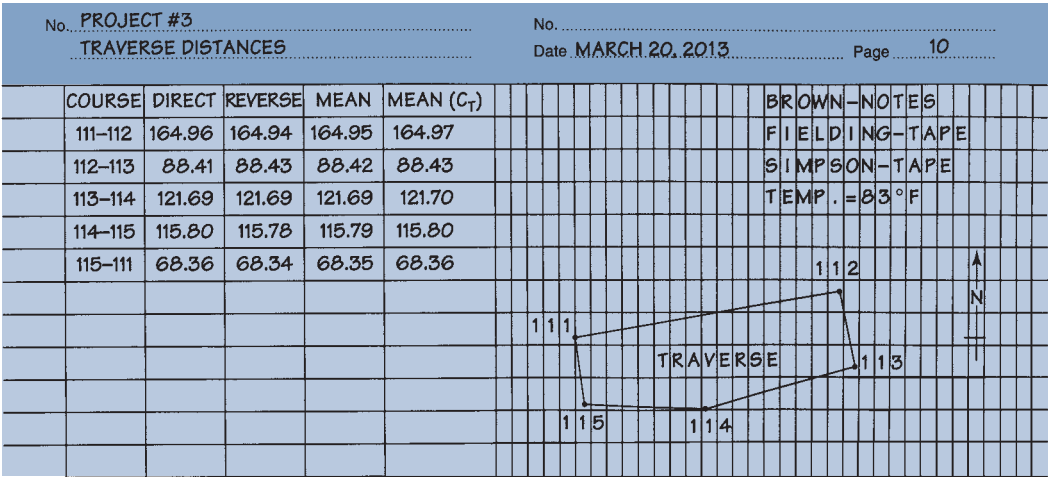 No. PROJECT #3
TRAVERSE DISTANCES
No.
Date MARCH 20, 2013 Page 10
COURSE DIRECT REVERSE MEAN MEAN (C_T)
111–112 164.96 164.94 164.95 164.97
112–113 88.41 88.43 88.42 88.43
113–114 121.69 121.69 121.69 121.70
114–115 115.80 115.78 115.79 115.80
115–111 68.36 68.34 68.35 68.36
BROWN–NOTES
FIELDING–TAPE
SIMPSON–TAPE
TEMP. =83°F
112
N
111
TRAVERSE
113
115
114